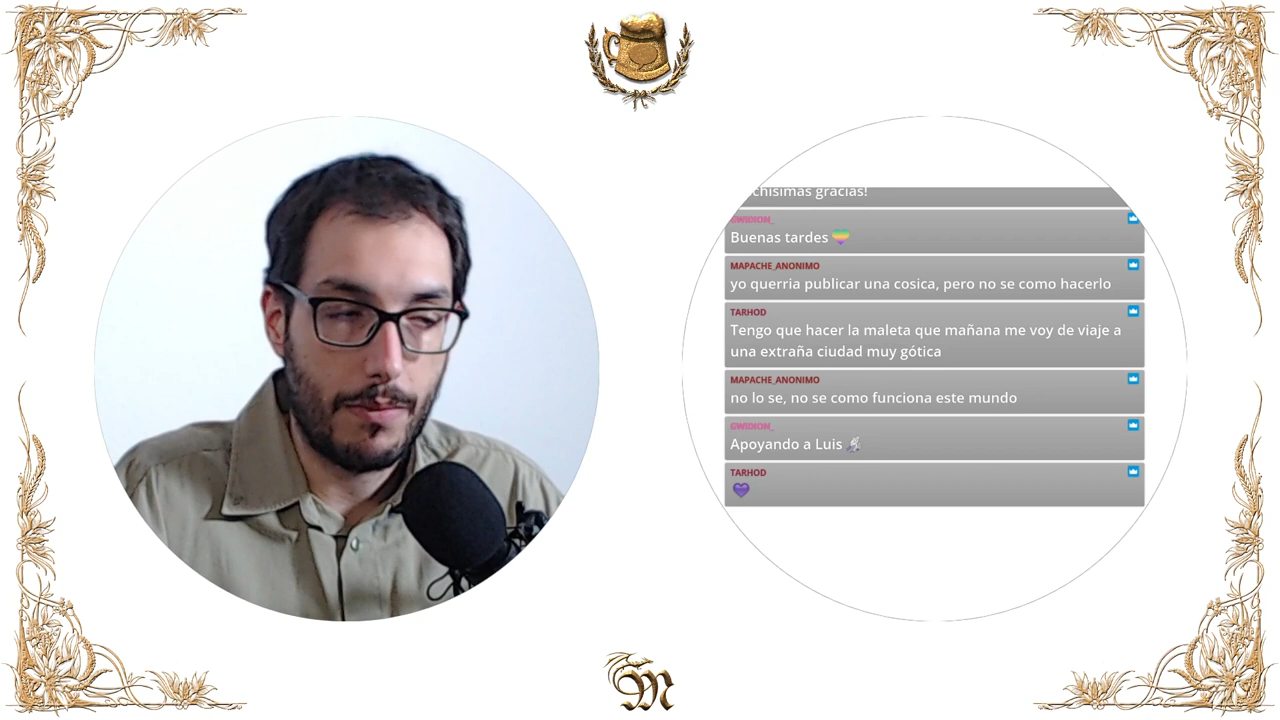 chísimas gracias!
GWIDION_
Buenas tardes
MAPACHE_ANONIMO
yo querria publicar una cosica, pero no se como hacerlo
TARHOD
Tengo que hacer la maleta que mañana me voy de viaje a
una extraña ciudad muy gótica
MAPACHE_ANONIMO
no lo se, no se como funciona este mundo
GWIDION_
Apoyando a Luis
TARHOD
M